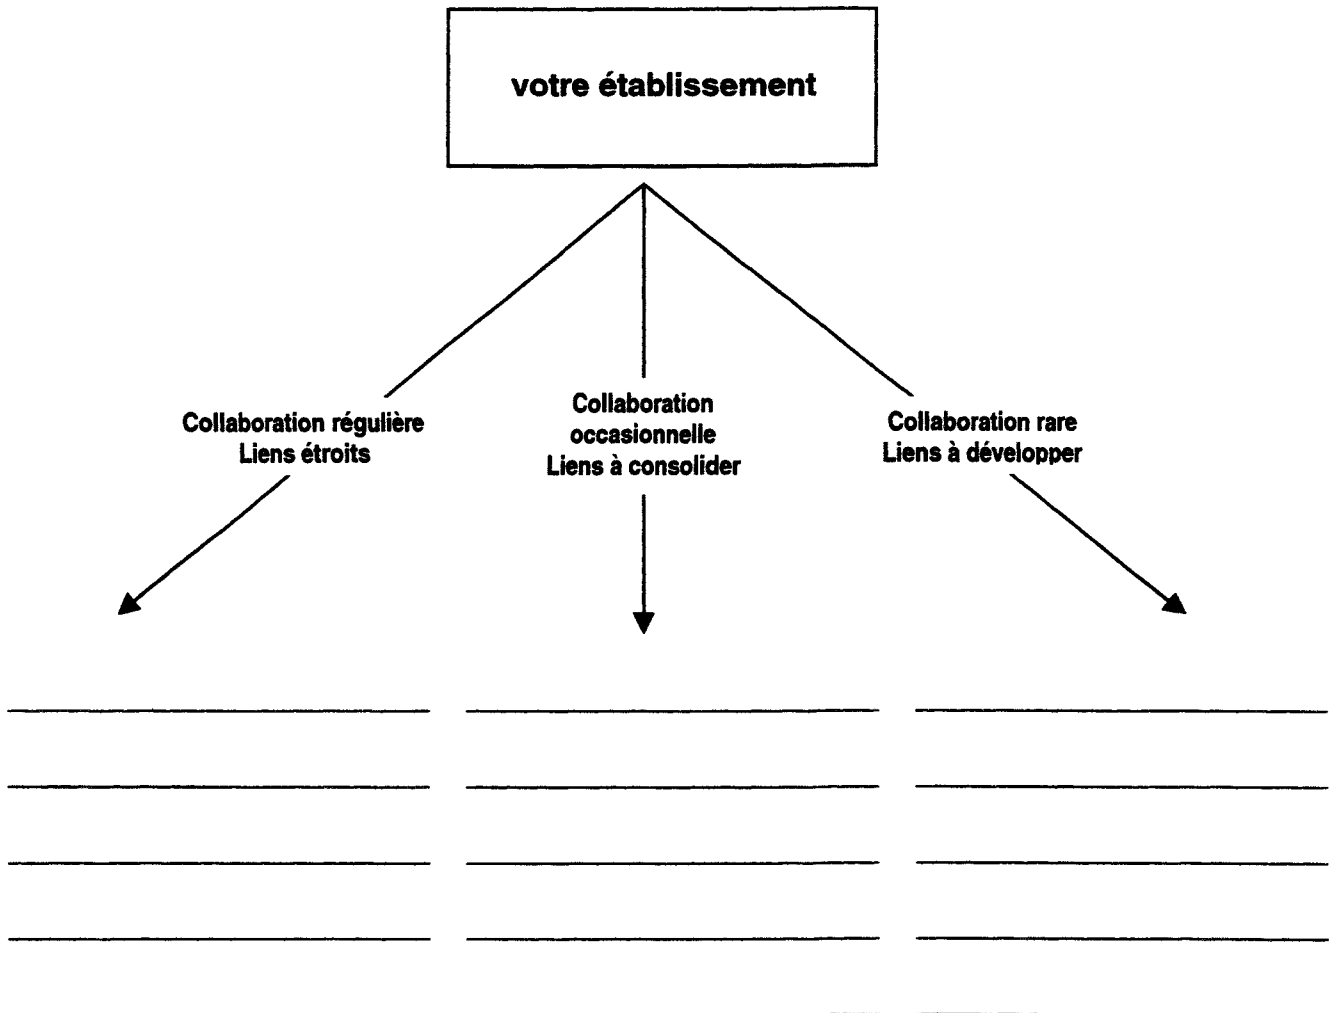 votre établissement
Collaboration régulière
Liens étroits
Collaboration
occasionnelle
Liens à consolider
Collaboration rare
Liens à développer